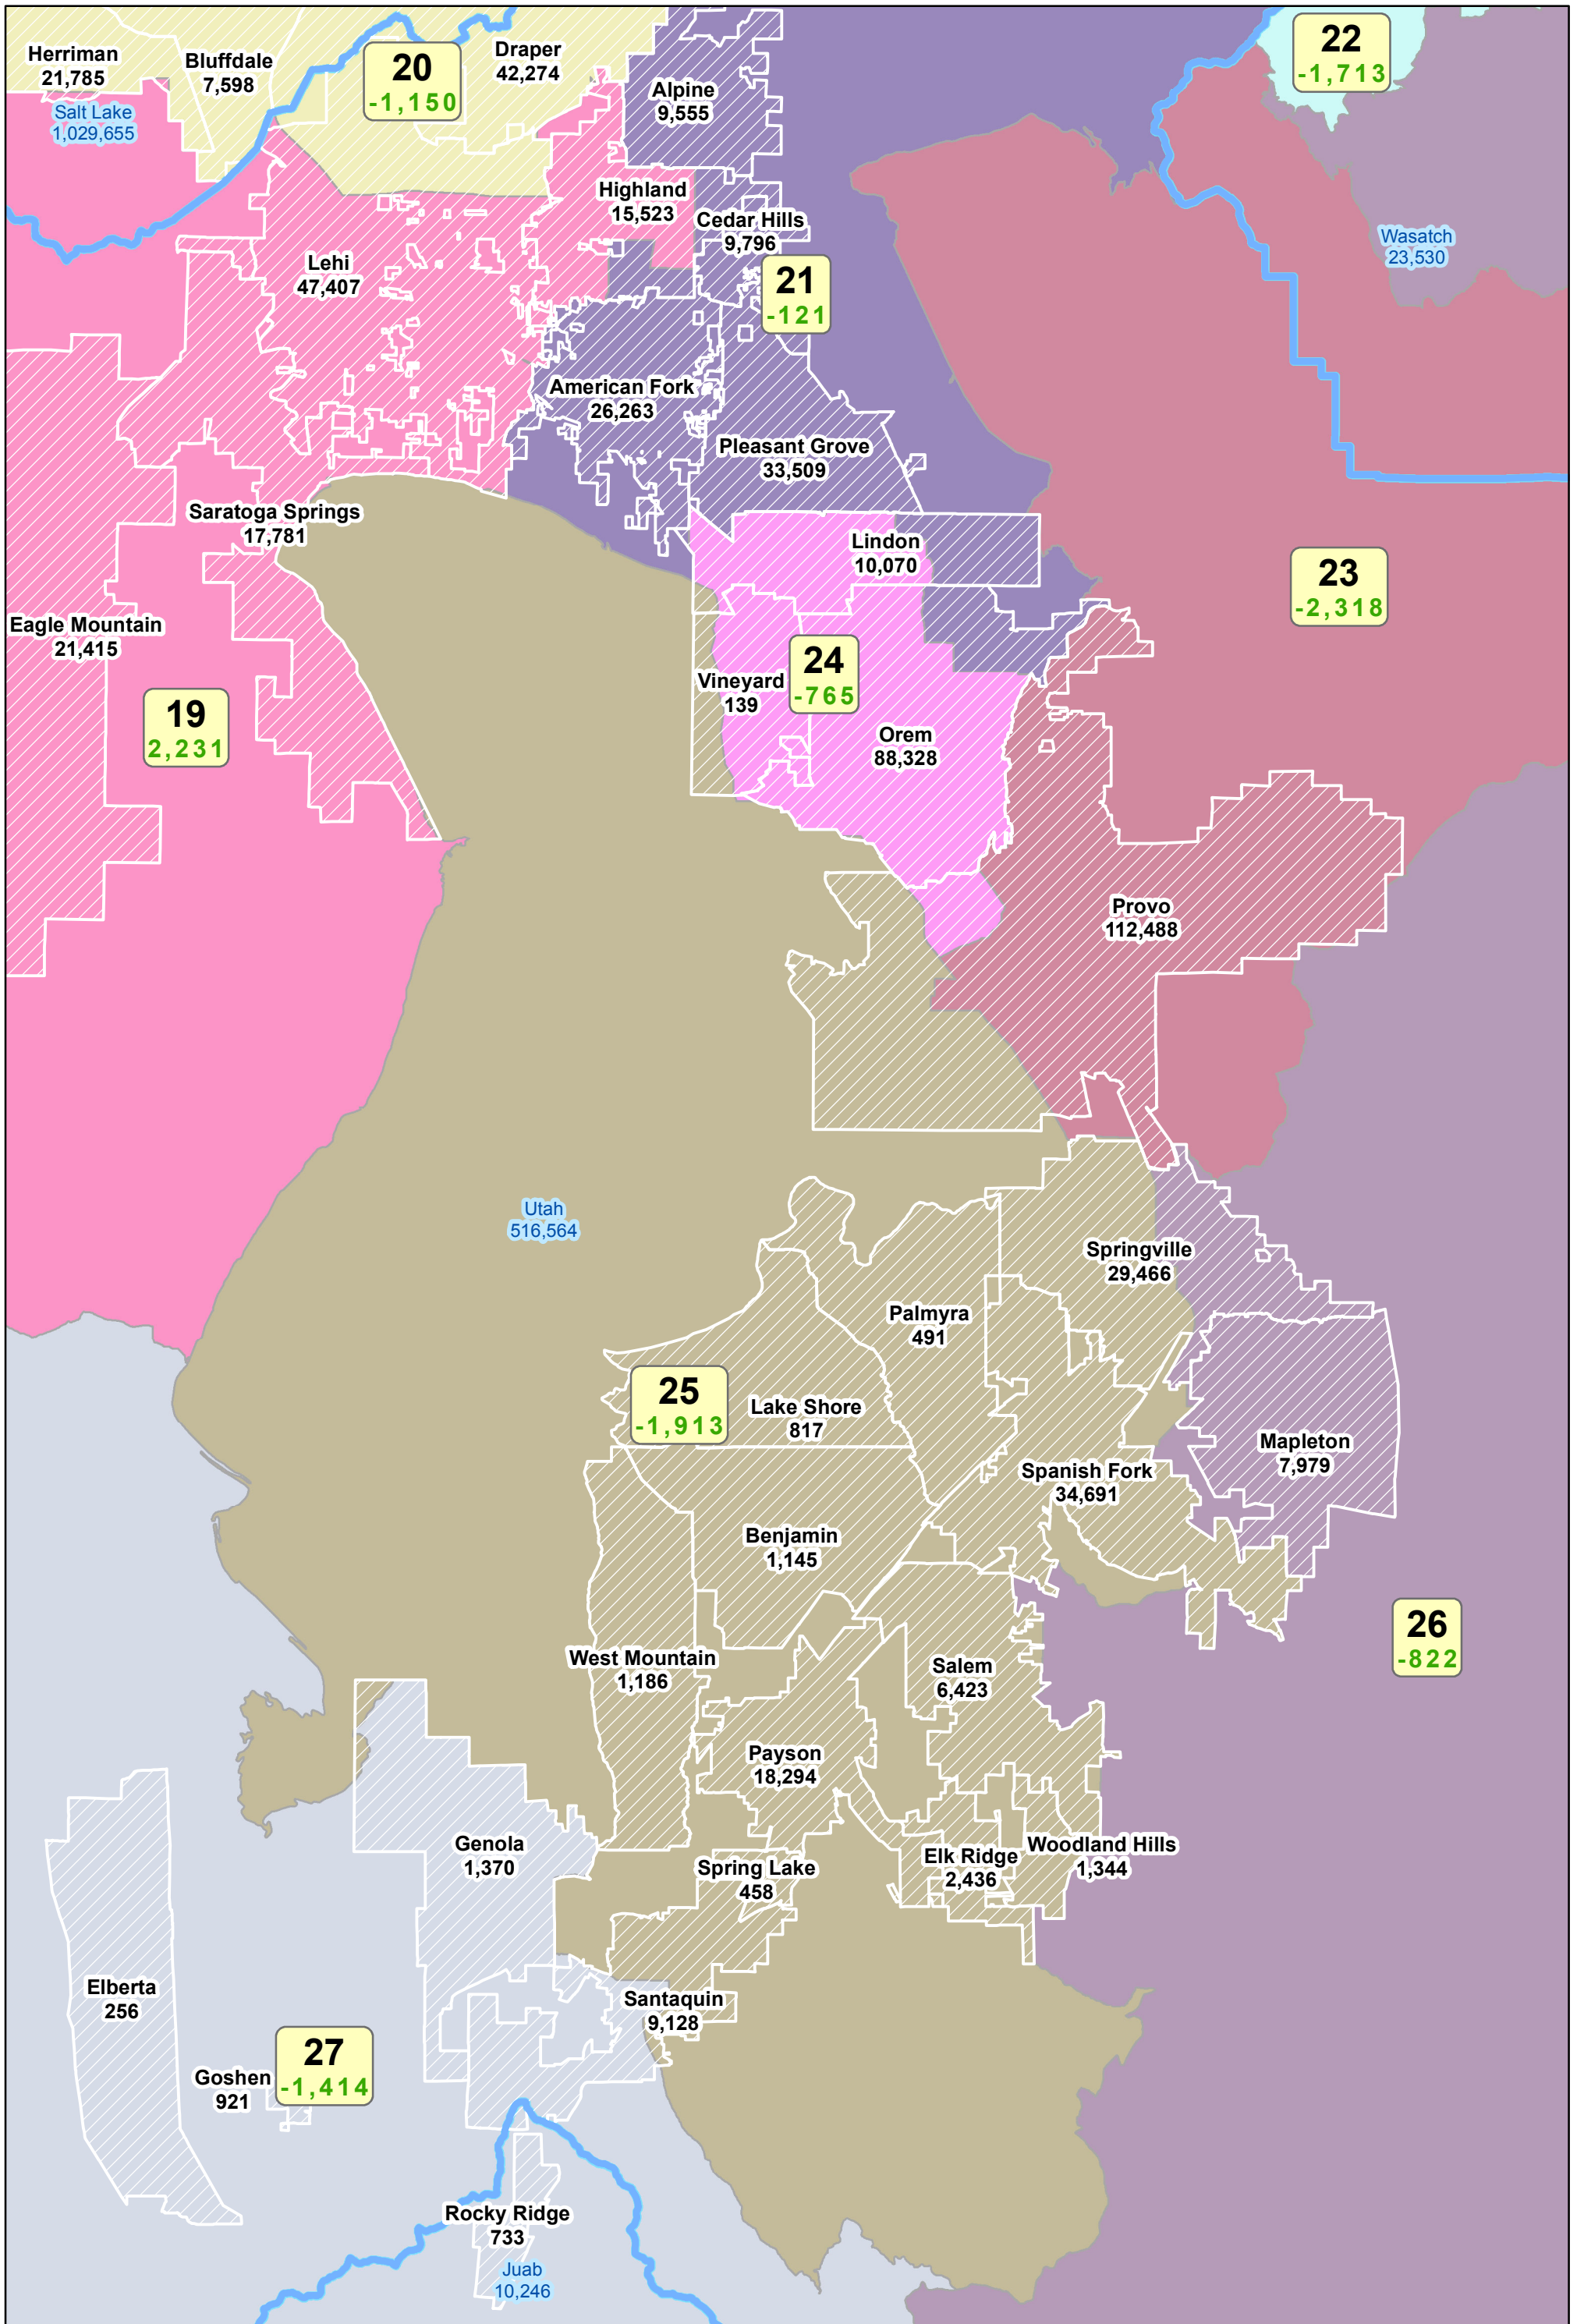 Herriman
21,785
Bluffdale
7,598
20
-1,150
Draper
42,274
22
-1,713
Salt Lake
1,029,655
Alpine
9,555
Highland
15,523
Cedar Hills
9,796
Wasatch
23,530
Lehi
47,407
21
-121
American Fork
26,263
Pleasant Grove
33,509
Saratoga Springs
17,781
Lindon
10,070
23
-2,318
Eagle Mountain
21,415
Vineyard
139
24
-765
19
2,231
Orem
88,328
Provo
112,488
Utah
516,564
Springville
29,466
Palmyra
491
25
-1,913
Lake Shore
817
Mapleton
7,979
Spanish Fork
34,691
Benjamin
1,145
26
-822
West Mountain
1,186
Salem
6,423
Payson
18,294
Genola
1,370
Spring Lake
458
Elk Ridge
2,436
Woodland Hills
1,344
Elberta
256
Santaquin
9,128
Goshen
921
27
-1,414
Rocky Ridge
733
Juab
10,246